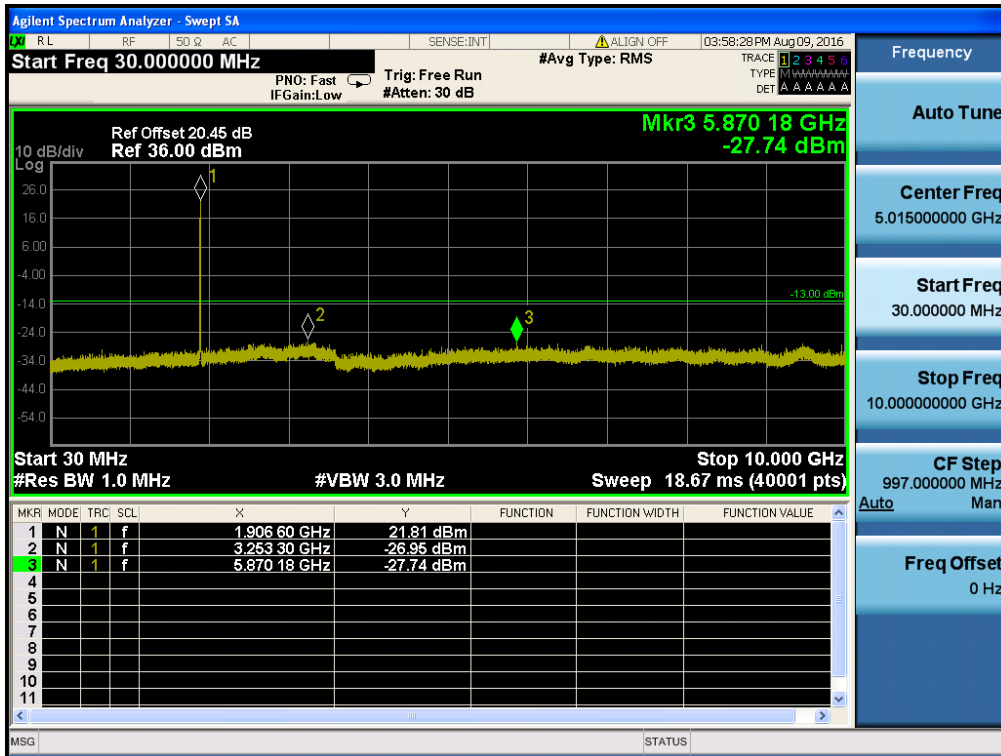 Agilent Spectrum Analyzer - Swept SA
LXI RL RF 50 Ω AC SENSE:INT ALIGN OFF 03:58:28 PM Aug 09, 2016
Start Freq 30.000000 MHz #Avg Type: RMS TRACE 1 2 3 4 5 6
PNO: Fast Trig: Free Run TYPE M WWWWW
IFGain:Low #Atten: 30 dB DET A A A A A A
Frequency
Auto Tune
Center Freq
5.015000000 GHz
Start Freq
30.000000 MHz
Stop Freq
10.000000000 GHz
CF Step
997.000000 MHz
Auto Man
Freq Offset
0 Hz
Mkr3 5.870 18 GHz
-27.74 dBm
Ref Offset 20.45 dB
10 dB/div Ref 36.00 dBm
Log
1
26.0
16.0
6.00
-4.00
-13.00 dBm
-14.0
2 3
-24.0
-34.0
-44.0
-54.0
Start 30 MHz Stop 10.000 GHz
#Res BW 1.0 MHz #VBW 3.0 MHz Sweep 18.67 ms (40001 pts)
MKR MODE TRC SCL X Y FUNCTION FUNCTION WIDTH FUNCTION VALUE
1 N 1 f 1.906 60 GHz 21.81 dBm
2 N 1 f 3.253 30 GHz -26.95 dBm
3 N 1 f 5.870 18 GHz -27.74 dBm
4
5
6
7
8
9
10
11
MSG STATUS